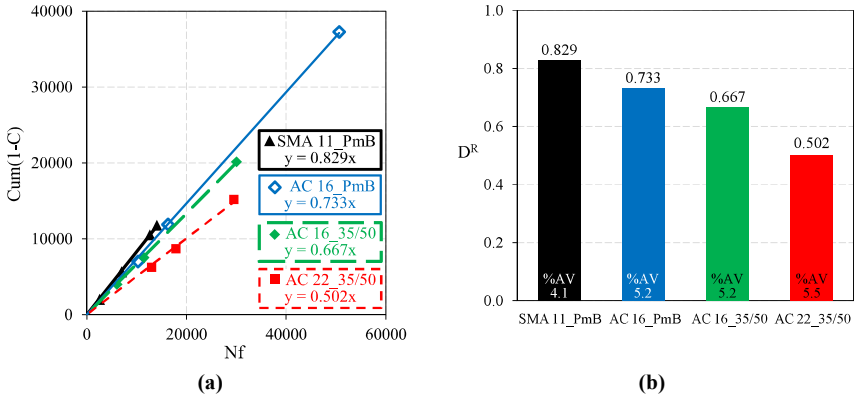 40000
30000
20000
10000
0
Cum(1-C)
0 20000 40000 60000
Nf
SMA 11_PmB
y = 0.829x
AC 16_PmB
y = 0.733x
AC 16_35/50
y = 0.667x
AC 22_35/50
y = 0.502x
(a)
1.0
0.8
0.6
0.4
0.2
0.0
D^R
0.829
0.733
0.667
0.502
%AV %AV %AV %AV
4.1 5.2 5.2 5.5
SMA 11_PmB AC 16_PmB AC 16_35/50 AC 22_35/50
(b)